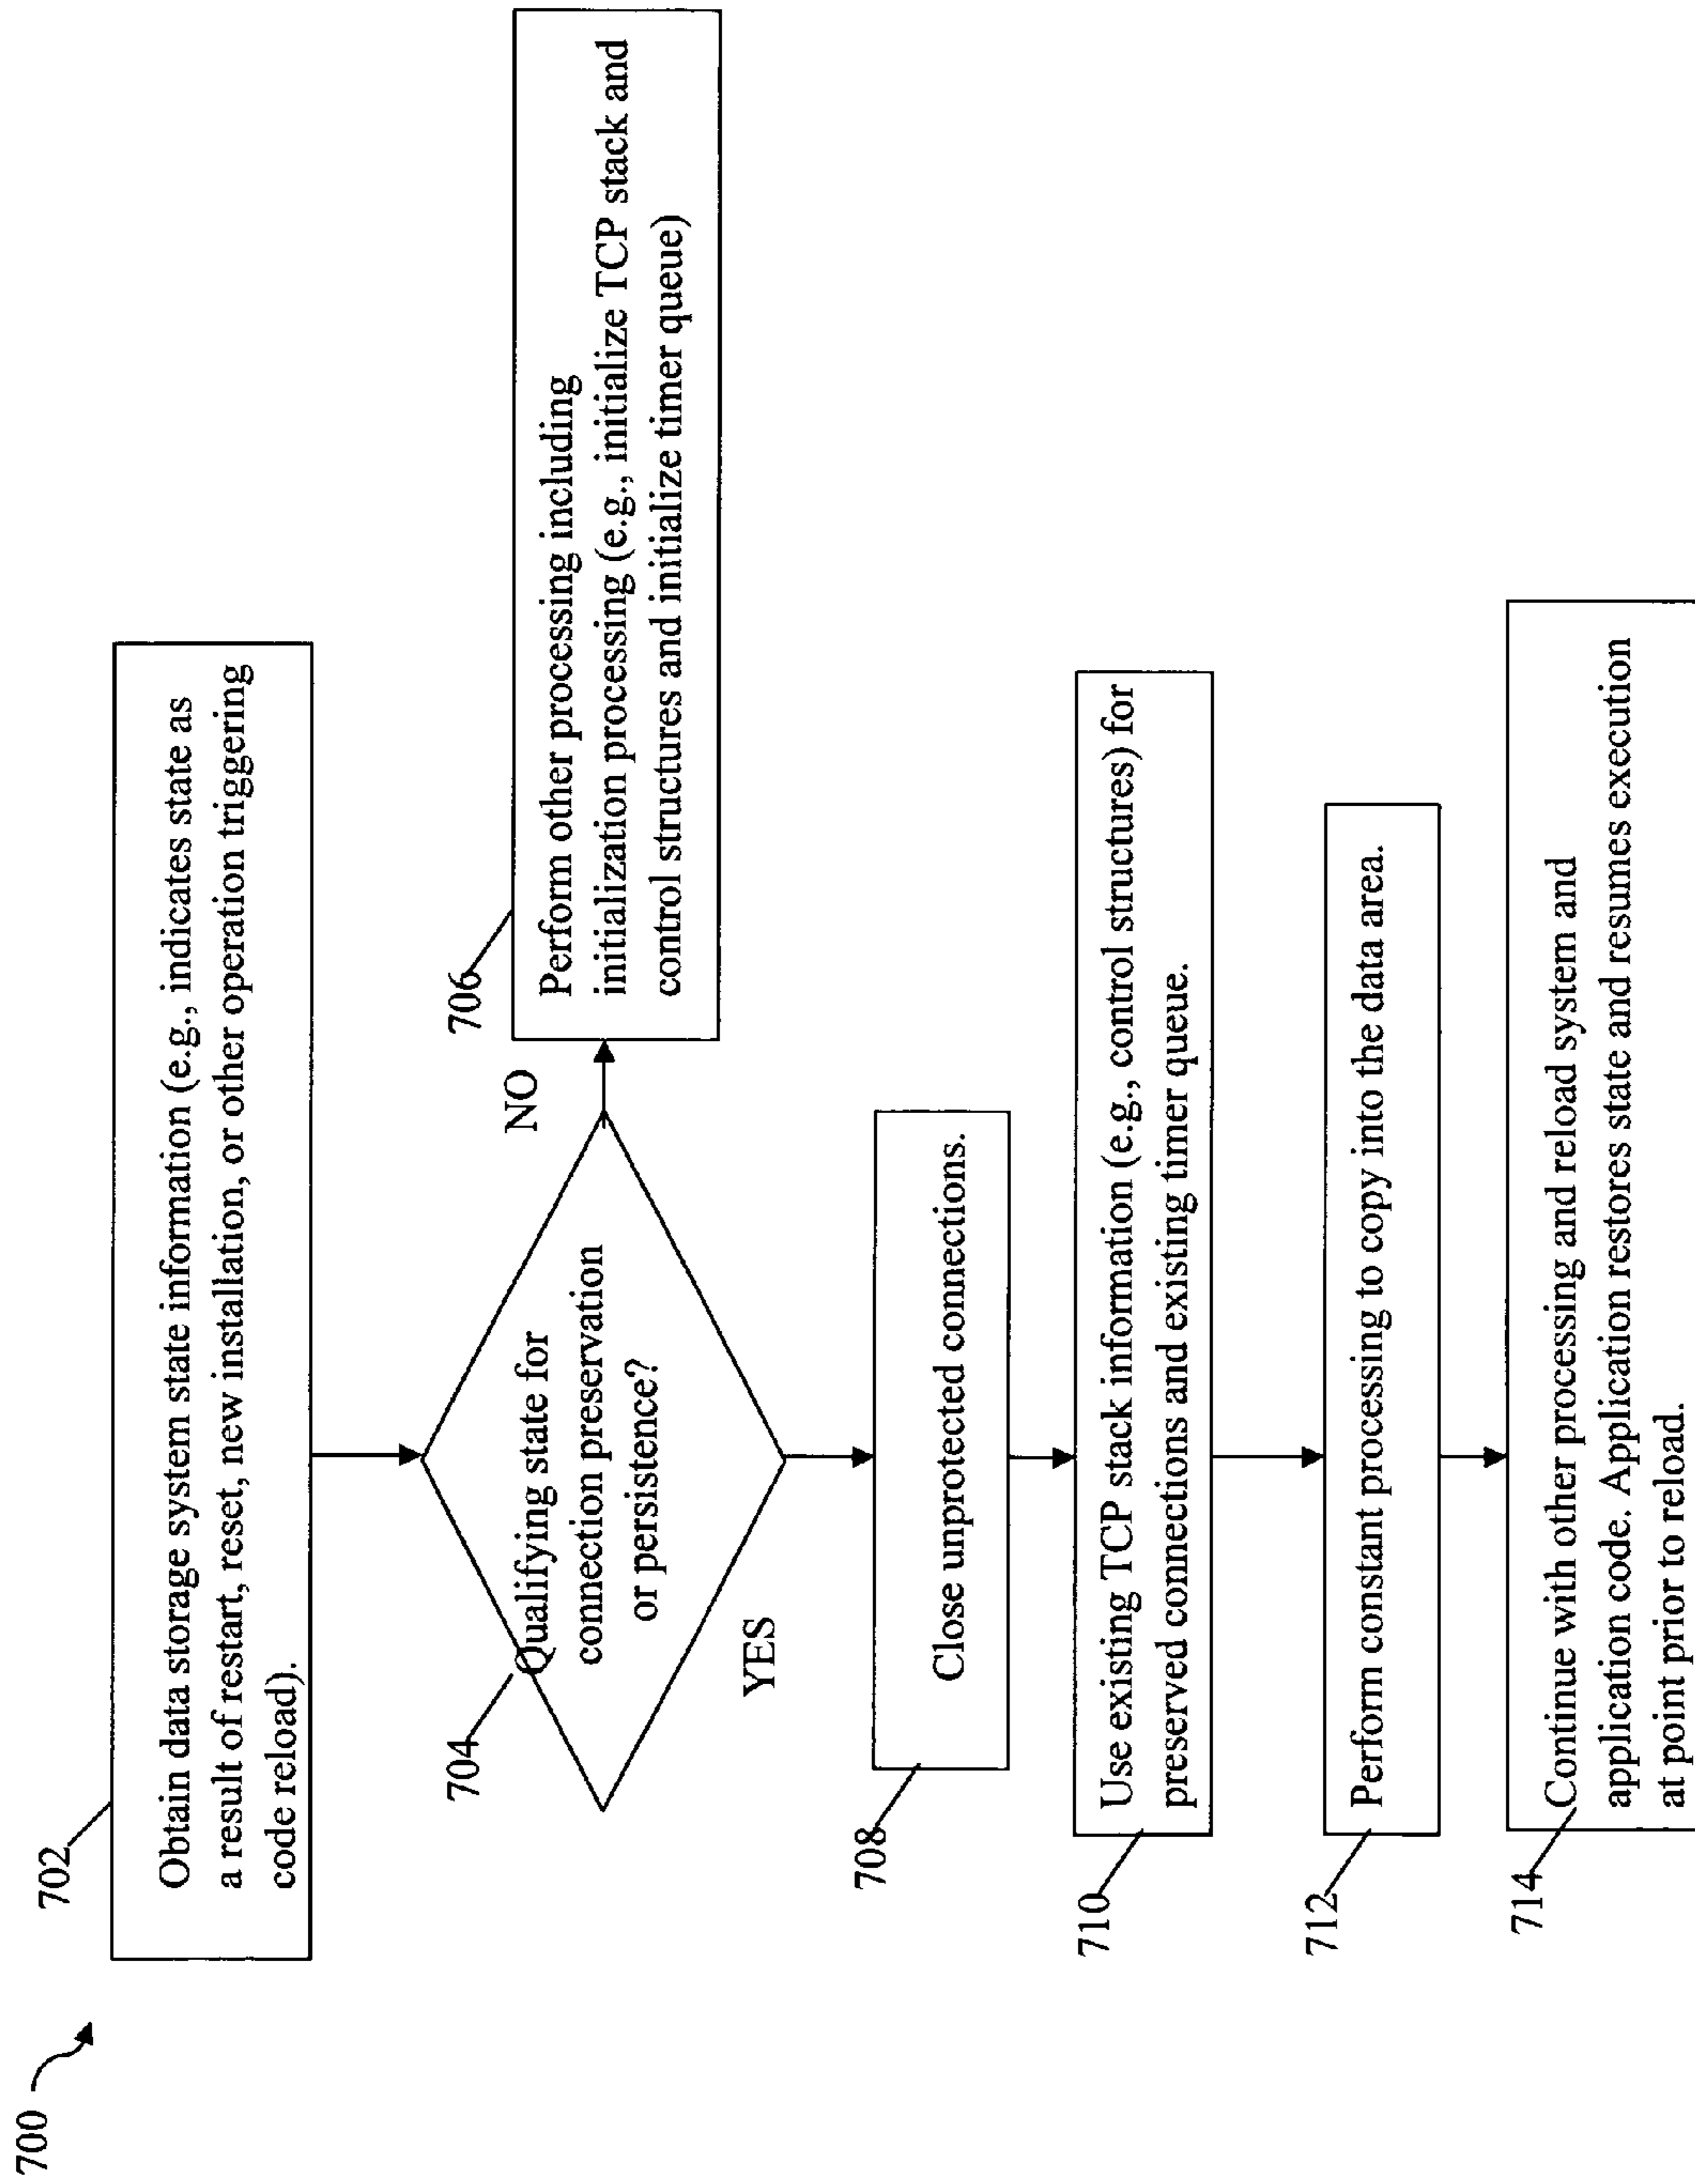 700
702
Obtain data storage system state information (e.g., indicates state as
a result of restart, reset, new installation, or other operation triggering
code reload).
704
Qualifying state for
connection preservation
or persistence?
NO
706
Perform other processing including
initialization processing (e.g., initialize TCP stack and
control structures and initialize timer queue)
YES
708
Close unprotected connections.
710
Use existing TCP stack information (e.g., control structures) for
preserved connections and existing timer queue.
712
Perform constant processing to copy into the data area.
714
Continue with other processing and reload system and
application code. Application restores state and resumes execution
at point prior to reload.